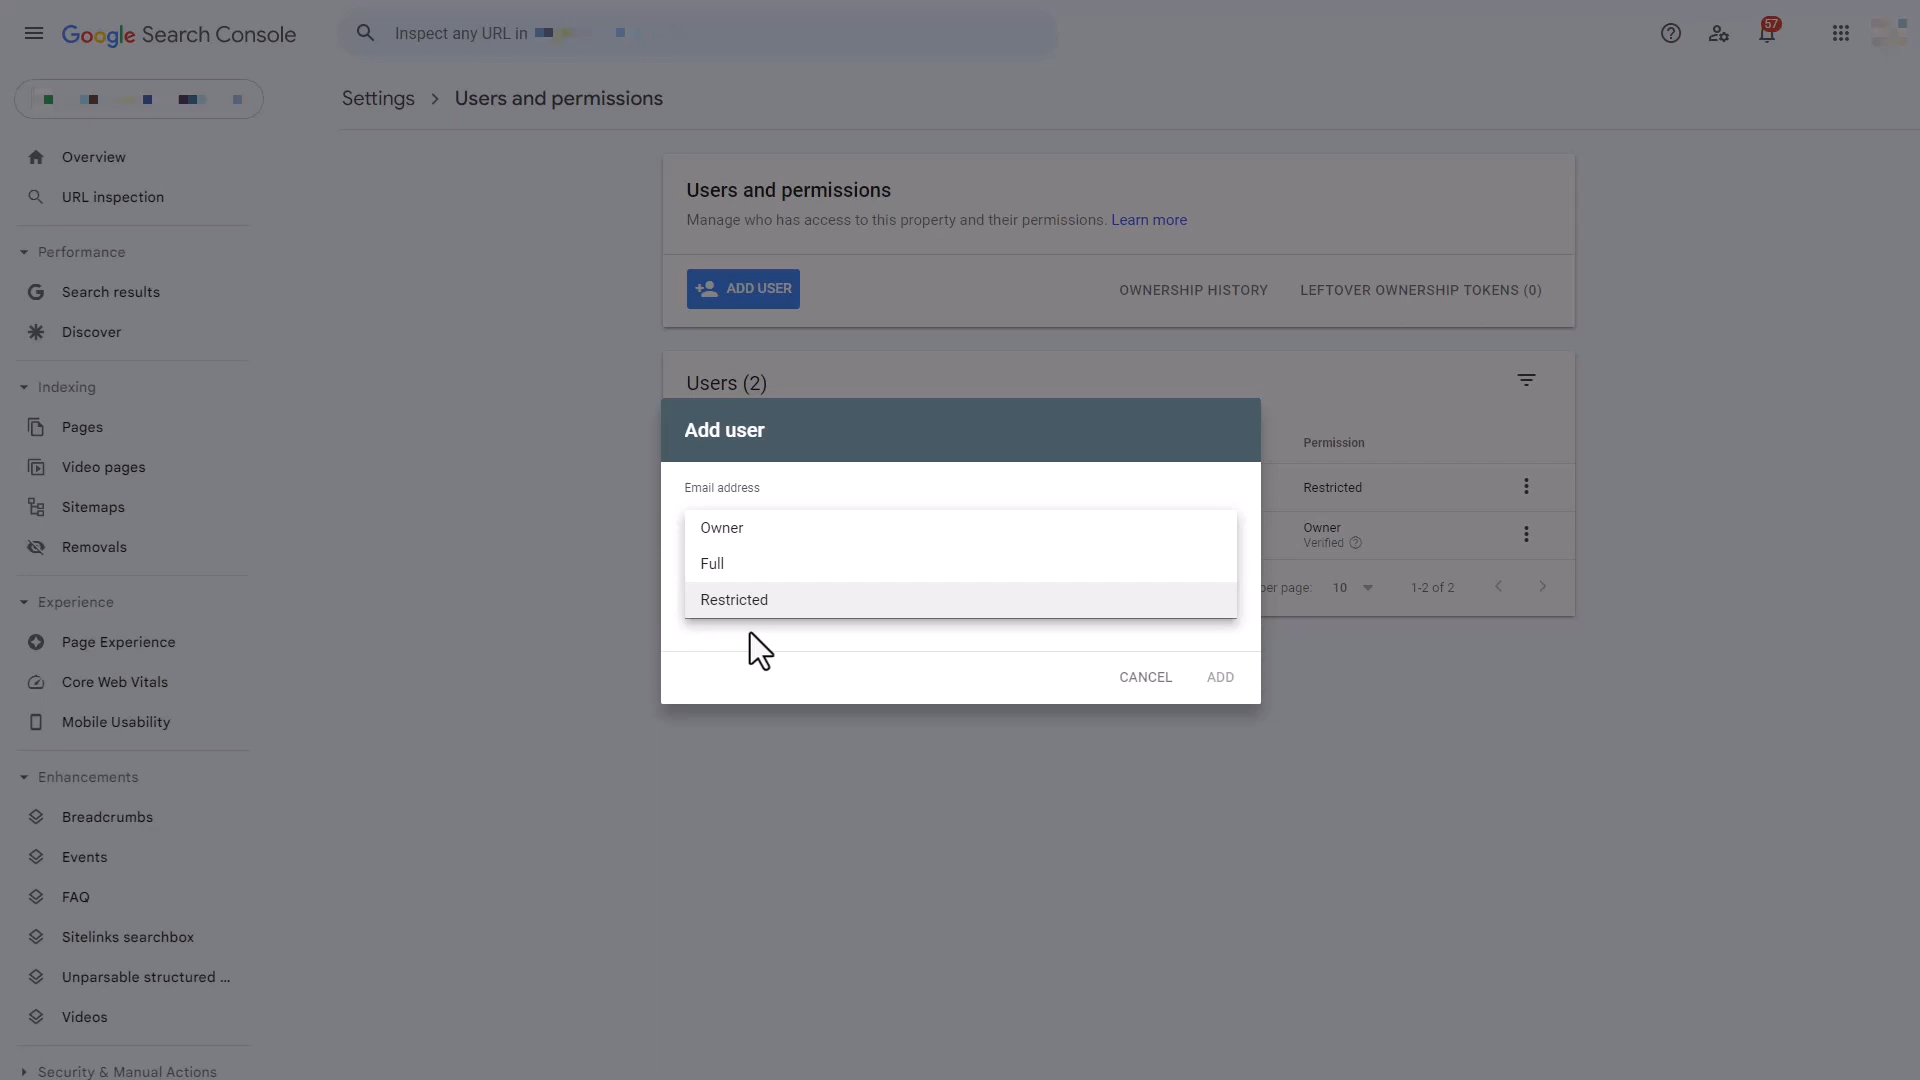 Google Search Console
Inspect any URL in
57
Settings > Users and permissions
Overview
URL inspection
Performance
Search results
Discover
Indexing
Pages
Video pages
Sitemaps
Removals
Experience
Page Experience
Core Web Vitals
Mobile Usability
Enhancements
Breadcrumbs
Events
FAQ
Sitelinks searchbox
Unparsable structured ...
Videos
Security & Manual Actions
Users and permissions
Manage who has access to this property and their permissions. Learn more
ADD USER
OWNERSHIP HISTORY
LEFTOVER OWNERSHIP TOKENS (0)
Users (2)
Permission
Restricted
Owner
Verified
per page: 10
1-2 of 2
Add user
Email address
Owner
Full
Restricted
CANCEL
ADD